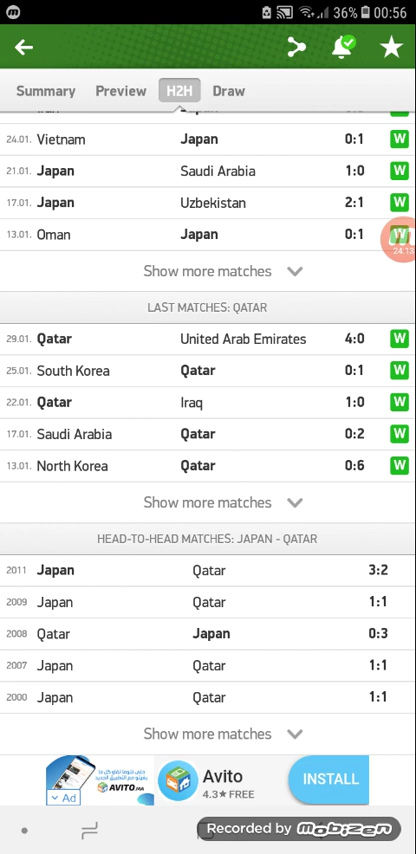 36% 00:56
Summary Preview H2H Draw
24.01. Vietnam Japan 0:1 W
21.01. Japan Saudi Arabia 1:0 W
17.01. Japan Uzbekistan 2:1 W
13.01. Oman Japan 0:1 W
24:13
Show more matches
LAST MATCHES: QATAR
29.01. Qatar United Arab Emirates 4:0 W
25.01. South Korea Qatar 0:1 W
22.01. Qatar Iraq 1:0 W
17.01. Saudi Arabia Qatar 0:2 W
13.01. North Korea Qatar 0:6 W
Show more matches
HEAD-TO-HEAD MATCHES: JAPAN - QATAR
2011 Japan Qatar 3:2
2009 Japan Qatar 1:1
2008 Qatar Japan 0:3
2007 Japan Qatar 1:1
2000 Japan Qatar 1:1
Show more matches
AVITO.MA
Ad
Avito
4.3★ FREE
INSTALL
Recorded by MOBIZEN